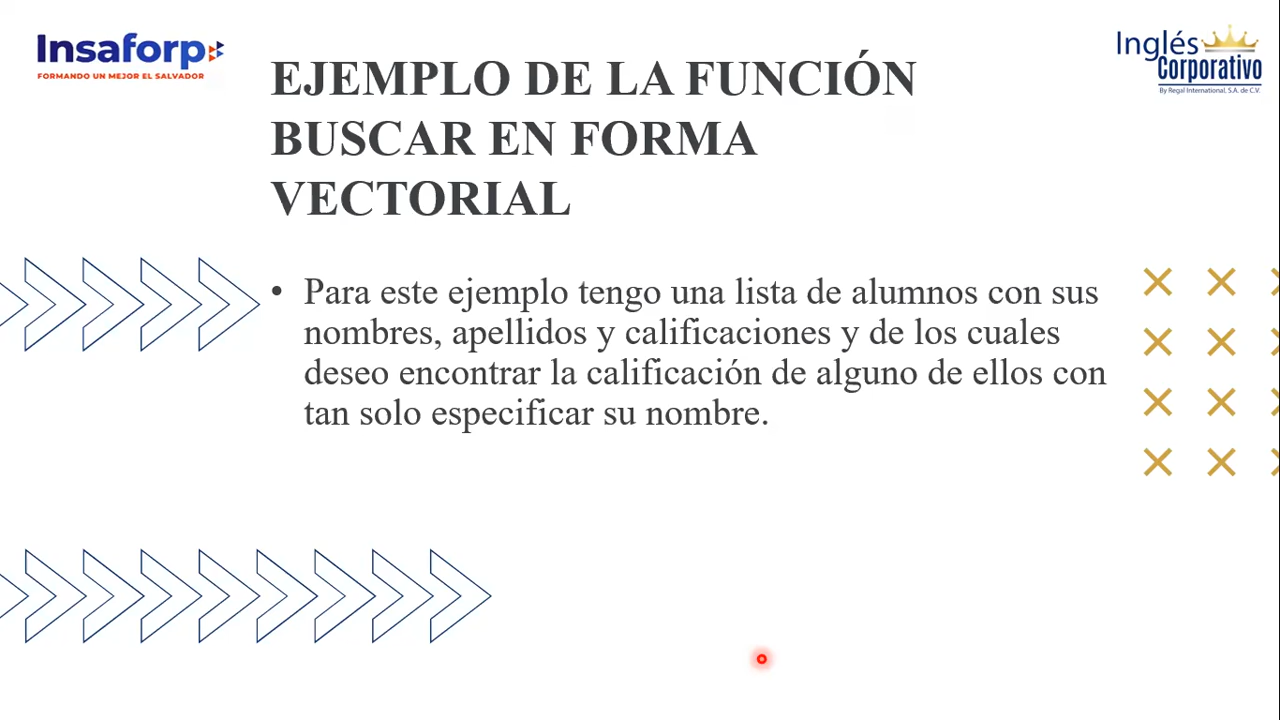 Insaforp
FORMANDO UN MEJOR EL SALVADOR
Inglés
Corporativo
By Regal International, S.A. de C.V.
EJEMPLO DE LA FUNCIÓN
BUSCAR EN FORMA
VECTORIAL
• Para este ejemplo tengo una lista de alumnos con sus
nombres, apellidos y calificaciones y de los cuales
deseo encontrar la calificación de alguno de ellos con
tan solo especificar su nombre.